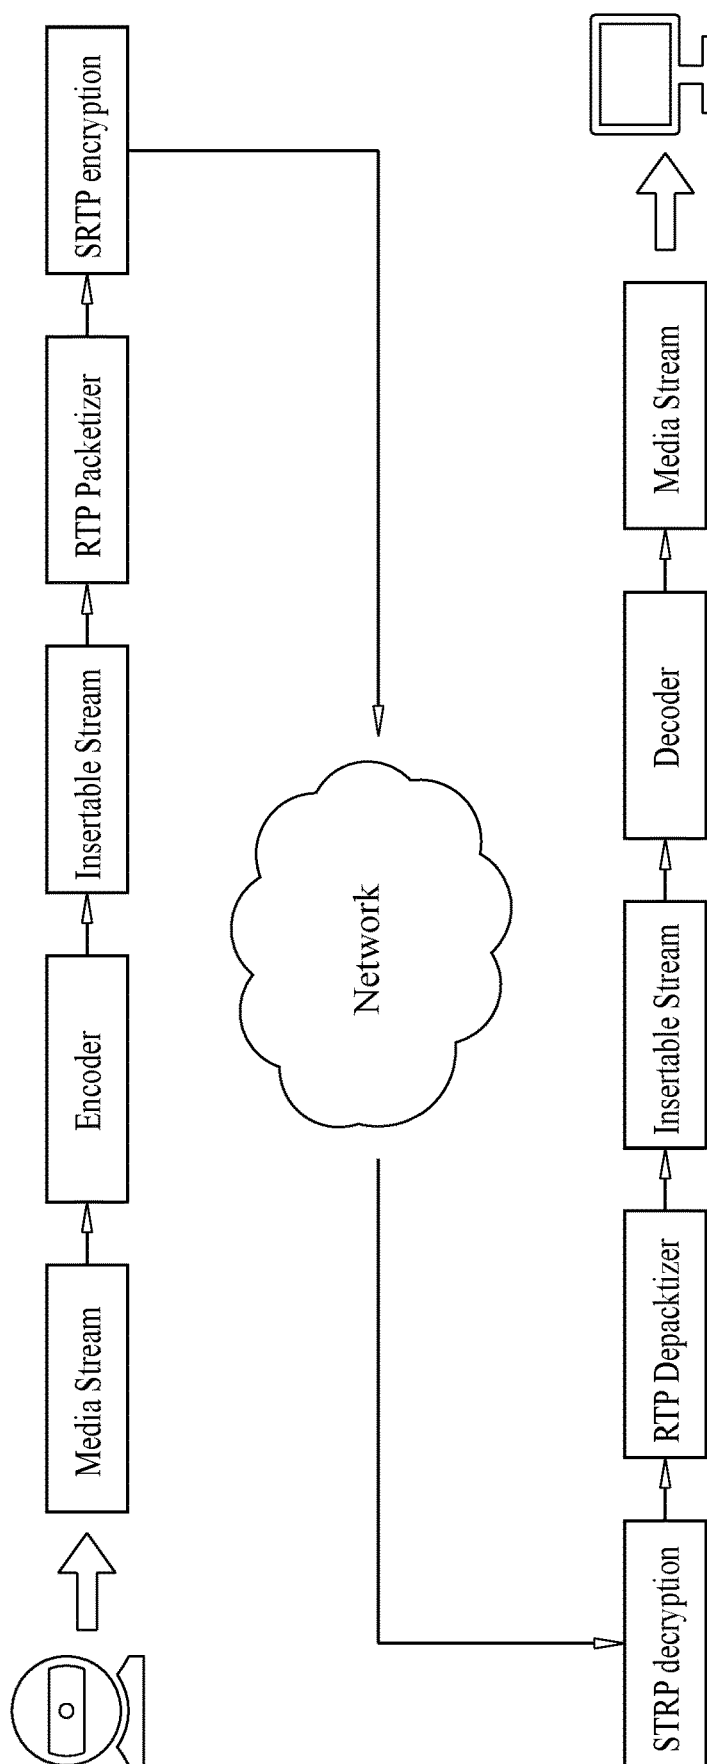 Media Stream
Encoder
Insertable Stream
RTP Packetizer
SRTP encryption
Network
STRP decryption
RTP Depacktizer
Insertable Stream
Decoder
Media Stream